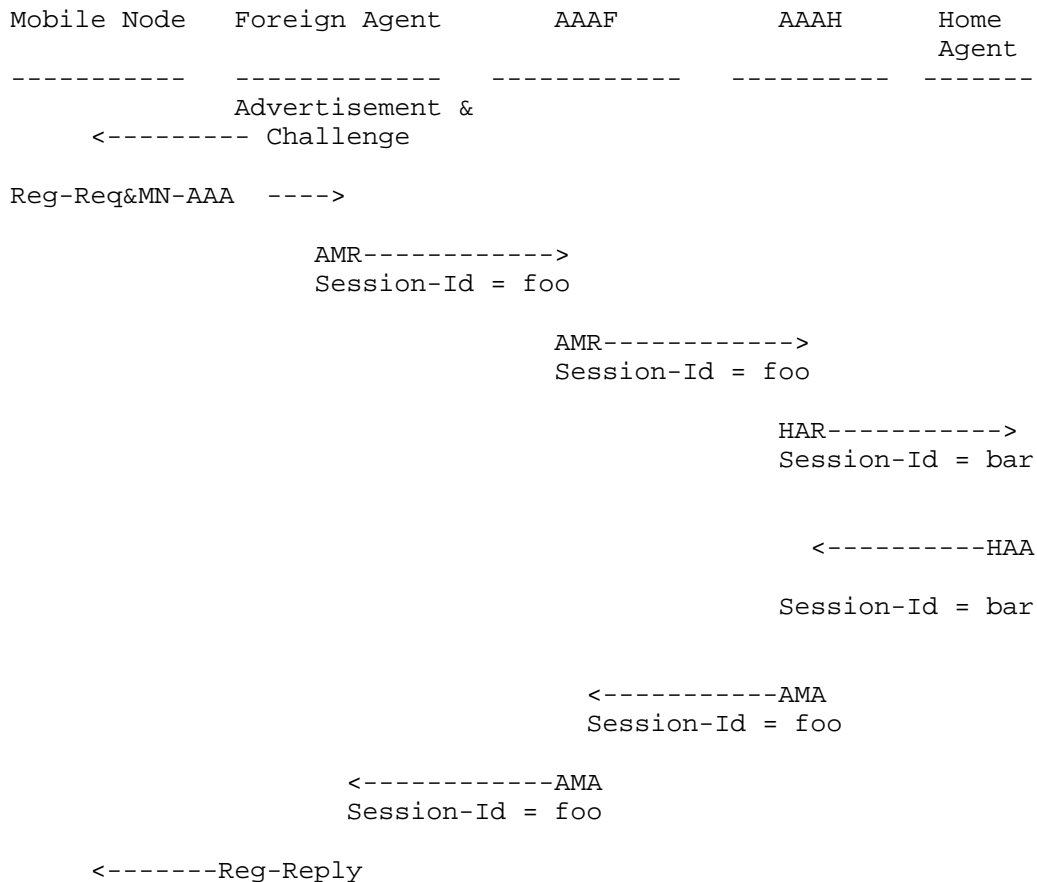 Mobile Node   Foreign Agent       AAAF            AAAH         Home
                                                               Agent
-----------   -------------   ------------   ----------   -------
              Advertisement &
     <--------- Challenge

Reg-Req&MN-AAA  ---->

                   AMR------------>
                   Session-Id = foo

                                  AMR------------>
                                  Session-Id = foo

                                                HAR----------->
                                                Session-Id = bar


                                                  <----------HAA

                                                Session-Id = bar


                                    <-----------AMA
                                    Session-Id = foo

                     <------------AMA
                     Session-Id = foo

     <-------Reg-Reply